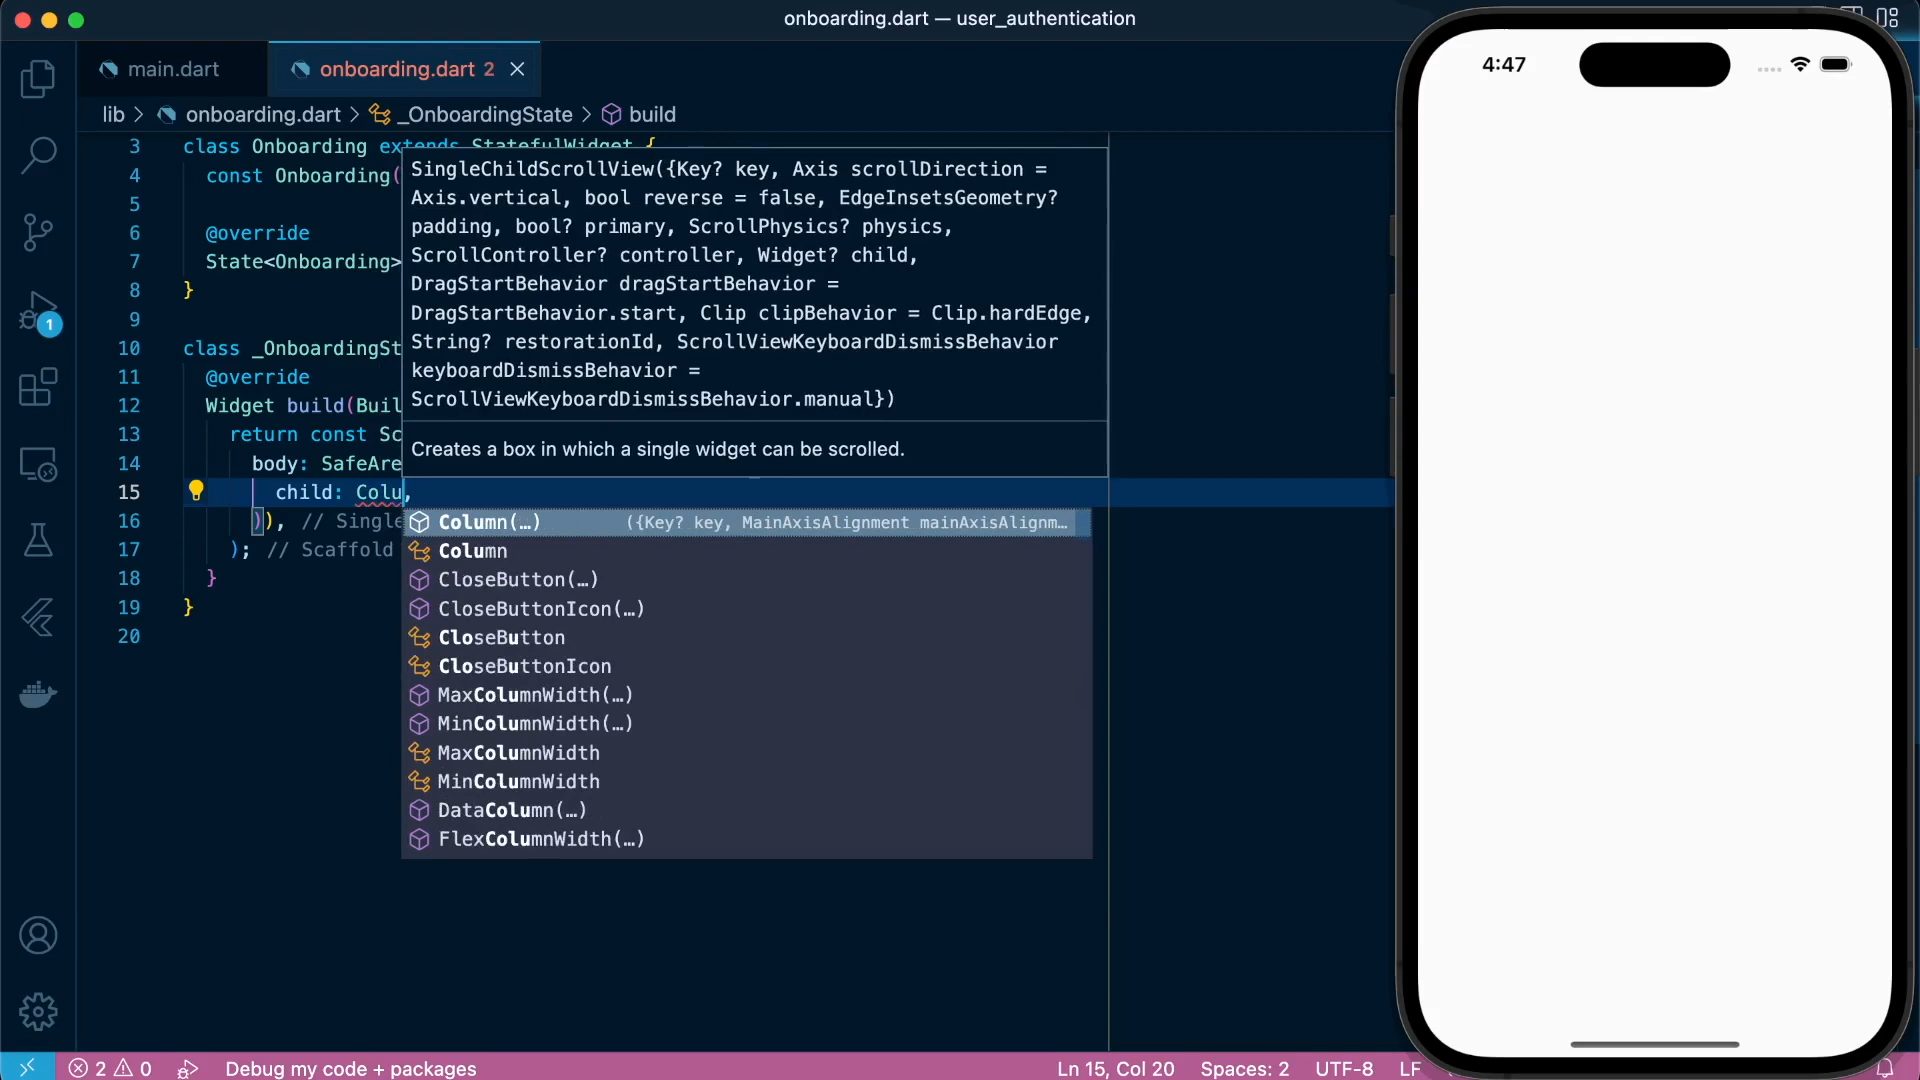 onboarding.dart — user_authentication
main.dart
onboarding.dart 2
lib > onboarding.dart > _OnboardingState > build
3 class Onboarding extends StatefulWidget {
4 const Onboarding(
5
6 @override
7 State<Onboarding>
8 }
9
10 class _OnboardingSt
11 @override
12 Widget build(Buil
13 return const Sc
14 body: SafeAre
15 child: Colu,
16 )), // Single
17 ); // Scaffold
18 }
19 }
20
SingleChildScrollView({Key? key, Axis scrollDirection =
Axis.vertical, bool reverse = false, EdgeInsetsGeometry?
padding, bool? primary, ScrollPhysics? physics,
ScrollController? controller, Widget? child,
DragStartBehavior dragStartBehavior =
DragStartBehavior.start, Clip clipBehavior = Clip.hardEdge,
String? restorationId, ScrollViewKeyboardDismissBehavior
keyboardDismissBehavior =
ScrollViewKeyboardDismissBehavior.manual})
Creates a box in which a single widget can be scrolled.
Column(…) ({Key? key, MainAxisAlignment mainAxisAlignm…
Column
CloseButton(…)
CloseButtonIcon(…)
CloseButton
CloseButtonIcon
MaxColumnWidth(…)
MinColumnWidth(…)
MaxColumnWidth
MinColumnWidth
DataColumn(…)
FlexColumnWidth(…)
1
4:47
2 0 Debug my code + packages Ln 15, Col 20 Spaces: 2 UTF-8 LF